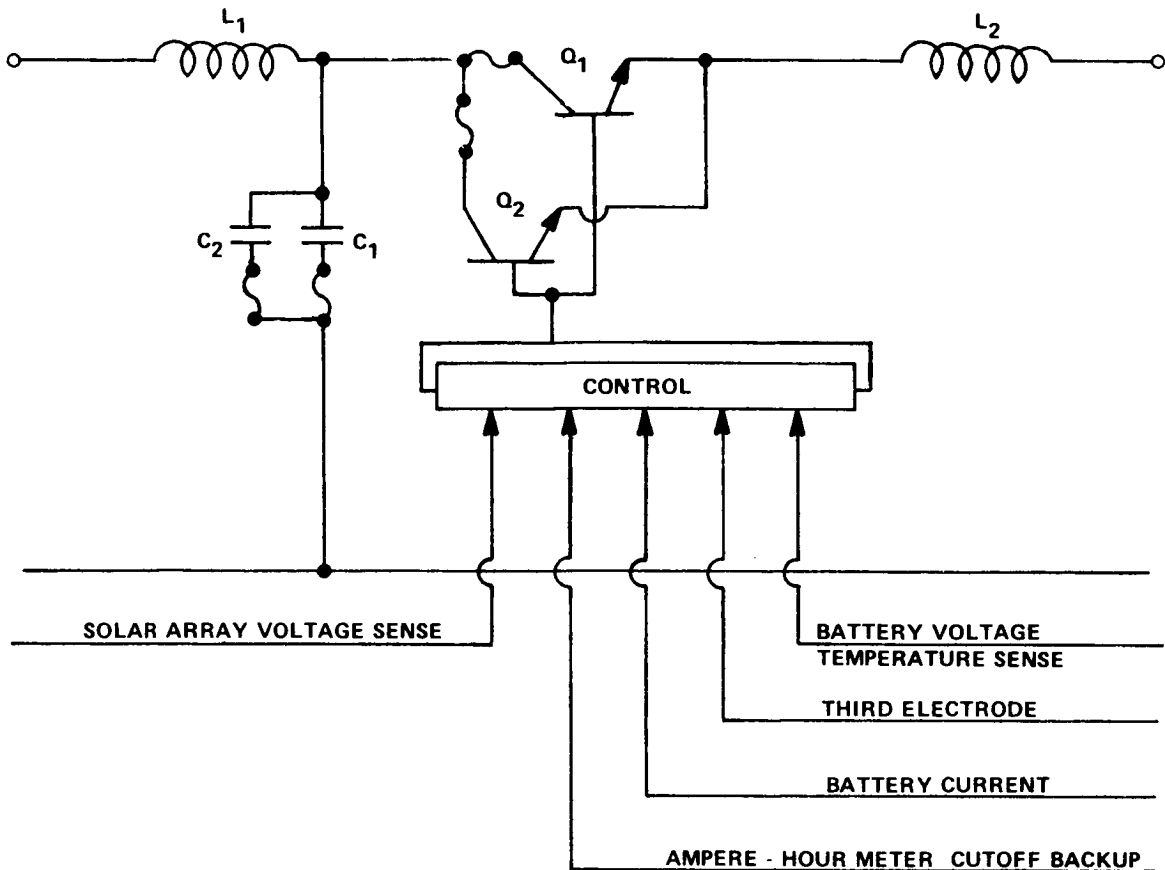 L1
Q1
L2
Q2
C2
C1
CONTROL
SOLAR ARRAY VOLTAGE SENSE
BATTERY VOLTAGE
TEMPERATURE SENSE
THIRD ELECTRODE
BATTERY CURRENT
AMPERE - HOUR METER CUTOFF BACKUP